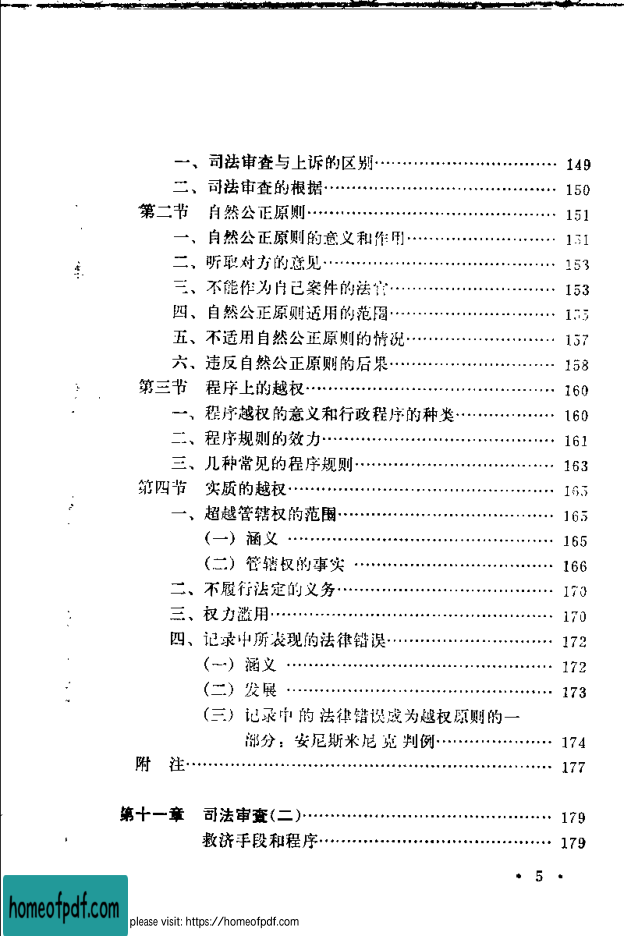 一、司法审查与上诉的区别································ 149
二、司法审查的根据········································ 150
第二节 自然公正原则··········································· 151
一、自然公正原则的意义和作用·························· 151
二、听取对方的意见········································ 153
三、不能作为自己案件的法官····························· 153
四、自然公正原则适用的范围····························· 155
五、不适用自然公正原则的情况·························· 157
六、违反自然公正原则的后果····························· 158
第三节 程序上的越权··········································· 160
一、程序越权的意义和行政程序的种类················· 160
二、程序规则的效力········································ 161
三、几种常见的程序规则·································· 163
第四节 实质的越权·············································· 165
一、超越管辖权的范围····································· 165
(一) 涵义 ·············································· 165
(二) 管辖权的事实 ··································· 166
二、不履行法定的义务····································· 170
三、权力滥用················································· 170
四、记录中所表现的法律错误····························· 172
(一) 涵义 ·············································· 172
(二) 发展 ·············································· 173
(三) 记录中的法律错误成为越权原则的一
部分：安尼斯米尼克判例···················· 174
附 注······························································· 177
第十一章 司法审查(二)··········································· 179
救济手段和程序········································ 179
• 5 •
homeofpdf.com
please visit: https://homeofpdf.com